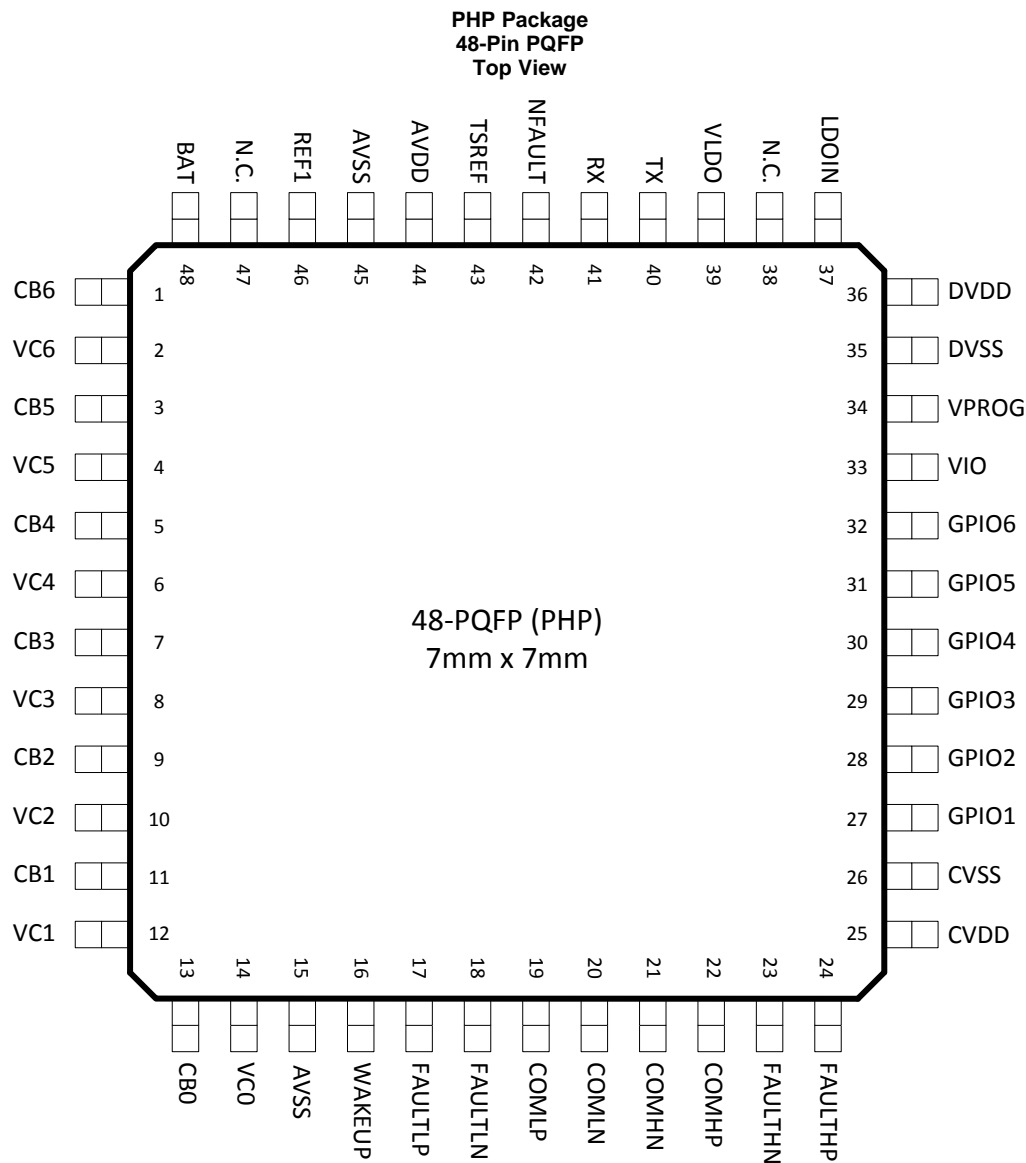 PHP Package
48-Pin PQFP
Top View
BAT
N.C.
REF1
AVSS
AVDD
TSREF
NFAULT
RX
TX
VLDO
N.C.
LDOIN
48
47
46
45
44
43
42
41
40
39
38
37
CB6 1 36 DVDD
VC6 2 35 DVSS
CB5 3 34 VPROG
VC5 4 33 VIO
CB4 5 32 GPIO6
VC4 6 31 GPIO5
48-PQFP (PHP)
CB3 7 30 GPIO4
7mm x 7mm
VC3 8 29 GPIO3
CB2 9 28 GPIO2
VC2 10 27 GPIO1
CB1 11 26 CVSS
VC1 12 25 CVDD
13
14
15
16
17
18
19
20
21
22
23
24
CB0
VC0
AVSS
WAKEUP
FAULTLP
FAULTLN
COMLP
COMLN
COMHN
COMHP
FAULTHN
FAULTHP